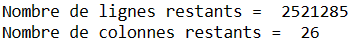 Nombre de lignes restants =  2521285
Nombre de colonnes restants =  26